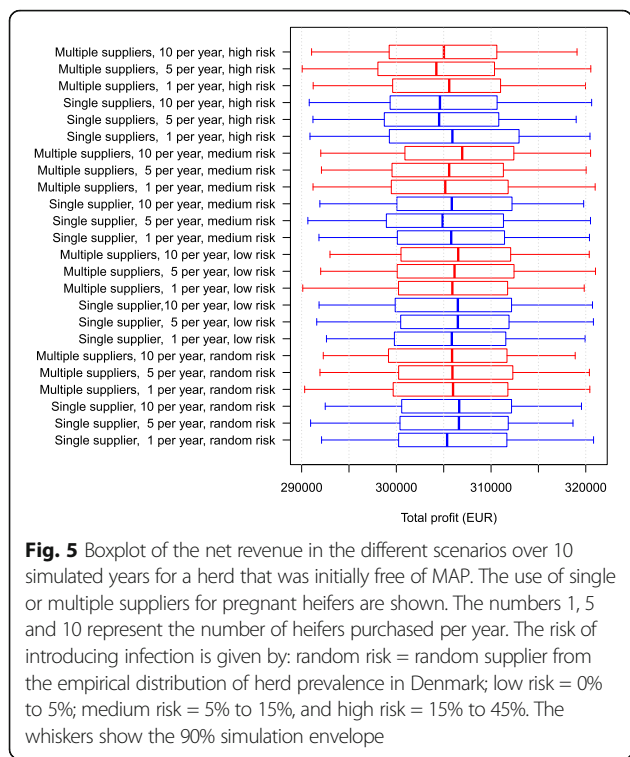 Multiple suppliers, 10 per year, high risk
Multiple suppliers, 5 per year, high risk
Multiple suppliers, 1 per year, high risk
Single suppliers, 10 per year, high risk
Single suppliers, 5 per year, high risk
Single suppliers, 1 per year, high risk
Multiple suppliers, 10 per year, medium risk
Multiple suppliers, 5 per year, medium risk
Multiple suppliers, 1 per year, medium risk
Single supplier, 10 per year, medium risk
Single supplier, 5 per year, medium risk
Single supplier, 1 per year, medium risk
Multiple suppliers, 10 per year, low risk
Multiple suppliers, 5 per year, low risk
Multiple suppliers, 1 per year, low risk
Single supplier,10 per year, low risk
Single supplier, 5 per year, low risk
Single supplier, 1 per year, low risk
Multiple suppliers, 10 per year, random risk
Multiple suppliers, 5 per year, random risk
Multiple suppliers, 1 per year, random risk
Single supplier, 10 per year, random risk
Single supplier, 5 per year, random risk
Single supplier, 1 per year, random risk
290000 300000 310000 320000
Total profit (EUR)
Fig. 5 Boxplot of the net revenue in the different scenarios over 10
simulated years for a herd that was initially free of MAP. The use of single
or multiple suppliers for pregnant heifers are shown. The numbers 1, 5
and 10 represent the number of heifers purchased per year. The risk of
introducing infection is given by: random risk = random supplier from
the empirical distribution of herd prevalence in Denmark; low risk = 0%
to 5%; medium risk = 5% to 15%, and high risk = 15% to 45%. The
whiskers show the 90% simulation envelope